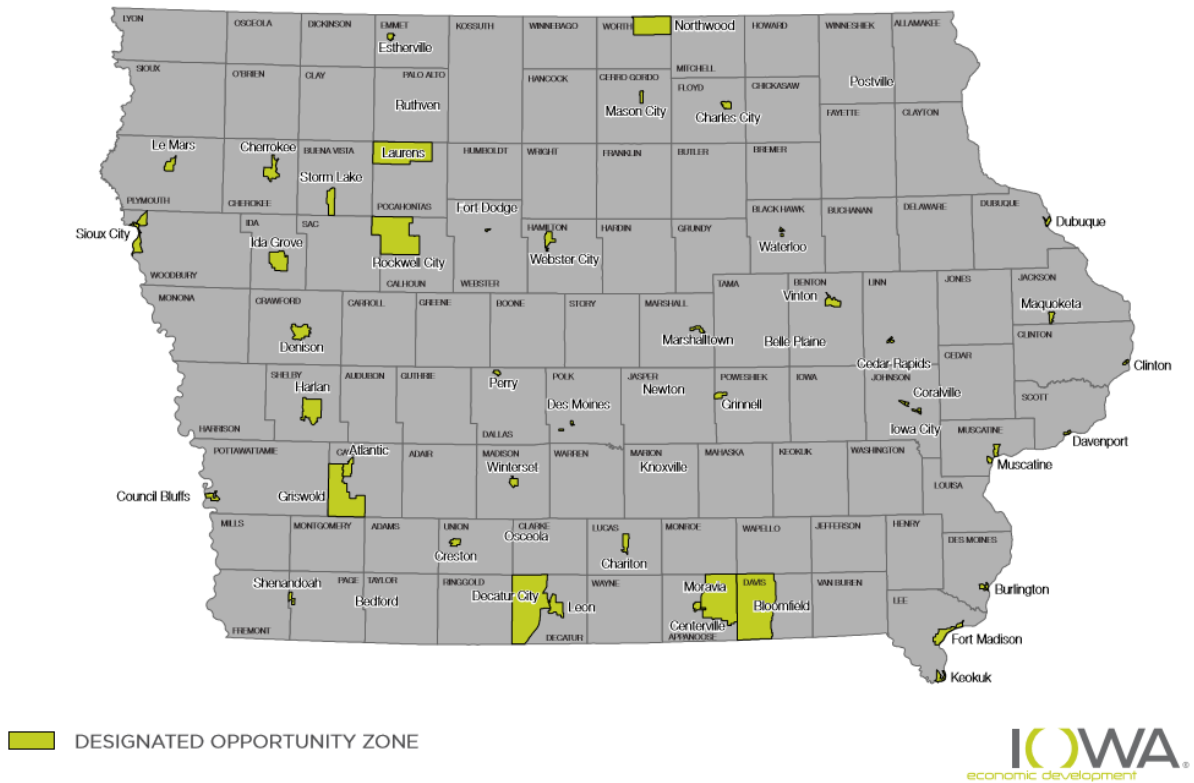 LYON
OSCEOLA
DICKINSON
EMMET
Estherville
KOSSUTH
WINNEBAGO
WORTH
Northwood
HOWARD
WINNESHIEK
ALLAMAKEE
SIOUX
O'BRIEN
CLAY
PALO ALTO
Ruthven
HANCOCK
CERRO GORDO
Mason City
MITCHELL
FLOYD
Charles City
CHICKASAW
Postville
FAYETTE
CLAYTON
Le Mars
PLYMOUTH
Cherrokee
CHEROKEE
BUENA VISTA
Storm Lake
Laurens
POCAHONTAS
HUMBOLDT
WRIGHT
FRANKLIN
BUTLER
BREMER
Sioux City
WOODBURY
IDA
Ida Grove
SAC
Rockwell City
CALHOUN
Fort Dodge
WEBSTER
HAMILTON
Webster City
HARDIN
GRUNDY
BLACK HAWK
Waterloo
BUCHANAN
DELAWARE
DUBUQUE
Dubuque
MONONA
CRAWFORD
Denison
CARROLL
GREENE
BOONE
STORY
MARSHALL
Marshalltown
TAMA
BENTON
Vinton
Belle Plaine
LINN
Cedar Rapids
JONES
JACKSON
Maquoketa
CLINTON
Clinton
CEDAR
HARRISON
SHELBY
Harlan
AUDUBON
GUTHRIE
Perry
DALLAS
POLK
Des Moines
JASPER
Newton
POWESHIEK
Grinnell
IOWA
JOHNSON
Coralville
Iowa City
SCOTT
Davenport
MUSCATINE
Muscatine
POTTAWATTAMIE
Council Bluffs
CA
Atlantic
Griswold
ADAIR
MADISON
Winterset
WARREN
MARION
Knoxville
MAHASKA
KEOKUK
WASHINGTON
LOUISA
MILLS
MONTGOMERY
ADAMS
UNION
Creston
CLARKE
Osceola
LUCAS
Chariton
MONROE
WAPELLO
JEFFERSON
HENRY
DES MOINES
Burlington
FREMONT
Shenandoah
PAGE
TAYLOR
Bedford
RINGGOLD
Decatur City
Leon
DECATUR
WAYNE
Moravia
Centerville
APPANOOSE
DAVIS
Bloomfield
VAN BUREN
LEE
Fort Madison
Keokuk
DESIGNATED OPPORTUNITY ZONE
IOWA®
economic development